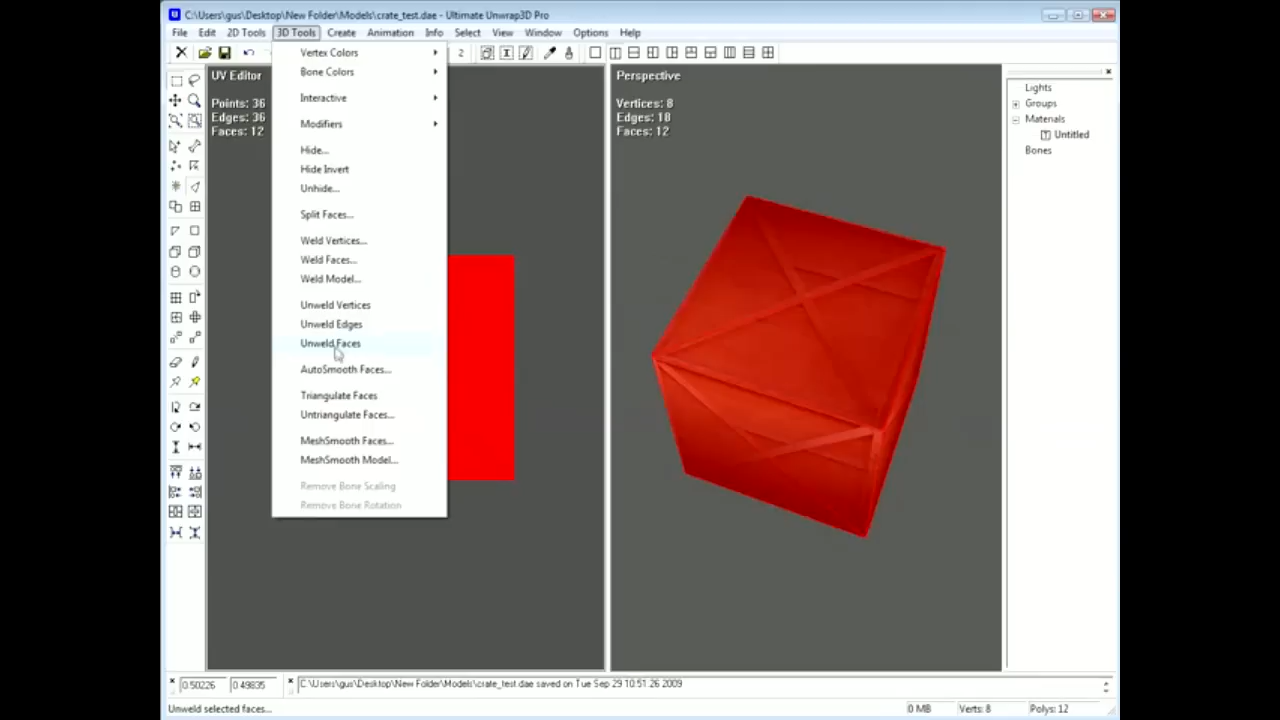 C:\Users\gus\Desktop\New Folder\Models\crate_test.dae - Ultimate Unwrap3D Pro
File Edit 2D Tools 3D Tools Create Animation Info Select View Window Options Help
2
UV Editor
Points: 36
Edges: 36
Faces: 12
Vertex Colors
Bone Colors
Interactive
Modifiers
Hide...
Hide Invert
Unhide...
Split Faces...
Weld Vertices...
Weld Faces...
Weld Model...
Unweld Vertices
Unweld Edges
Unweld Faces
AutoSmooth Faces...
Triangulate Faces
Untriangulate Faces...
MeshSmooth Faces...
MeshSmooth Model...
Remove Bone Scaling
Remove Bone Rotation
Perspective
Vertices: 8
Edges: 18
Faces: 12
Lights
Groups
Materials
Untitled
Bones
0.50226 0.49835 C:\Users\gus\Desktop\New Folder\Models\crate_test.dae saved on Tue Sep 29 10:51:26 2009
Unweld selected faces... 0 MB Verts: 8 Polys: 12